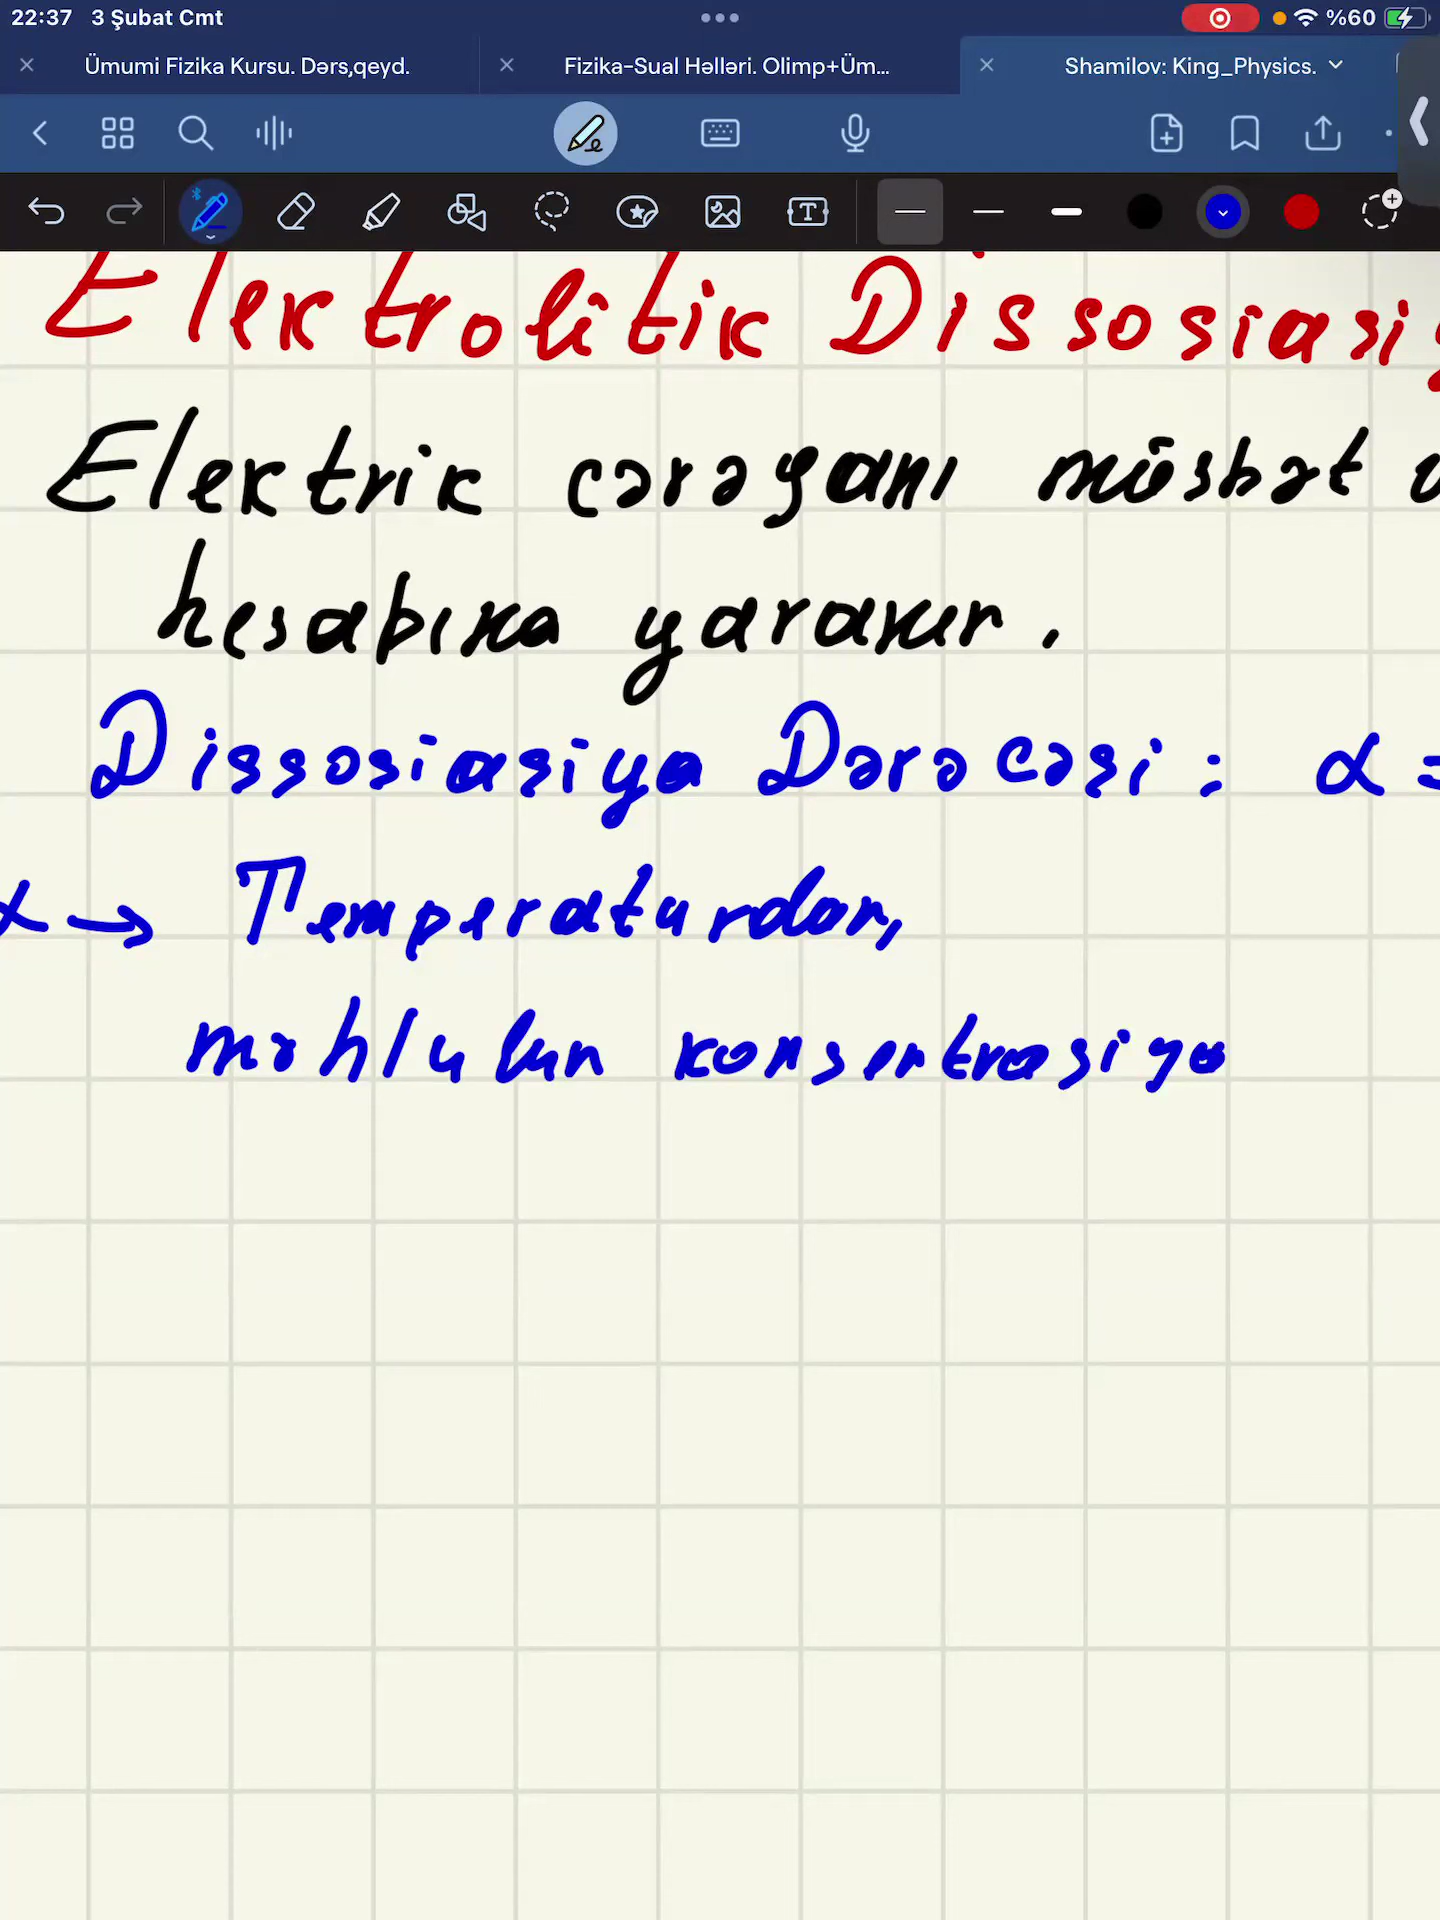 22:37 3 Şubat Cmt %60
Ümumi Fizika Kursu. Dərs,qeyd. Fizika-Sual Həlləri. Olimp+Üm... Shamilov: King_Physics.
Elektrolitik Dissosiasiy
Elektrik cərəyanı müsbət
hesabına yaranır.
Dissosiasiya Dərəcəsi: α =
α → Temperaturdan,
məhlulun konsentrasiya